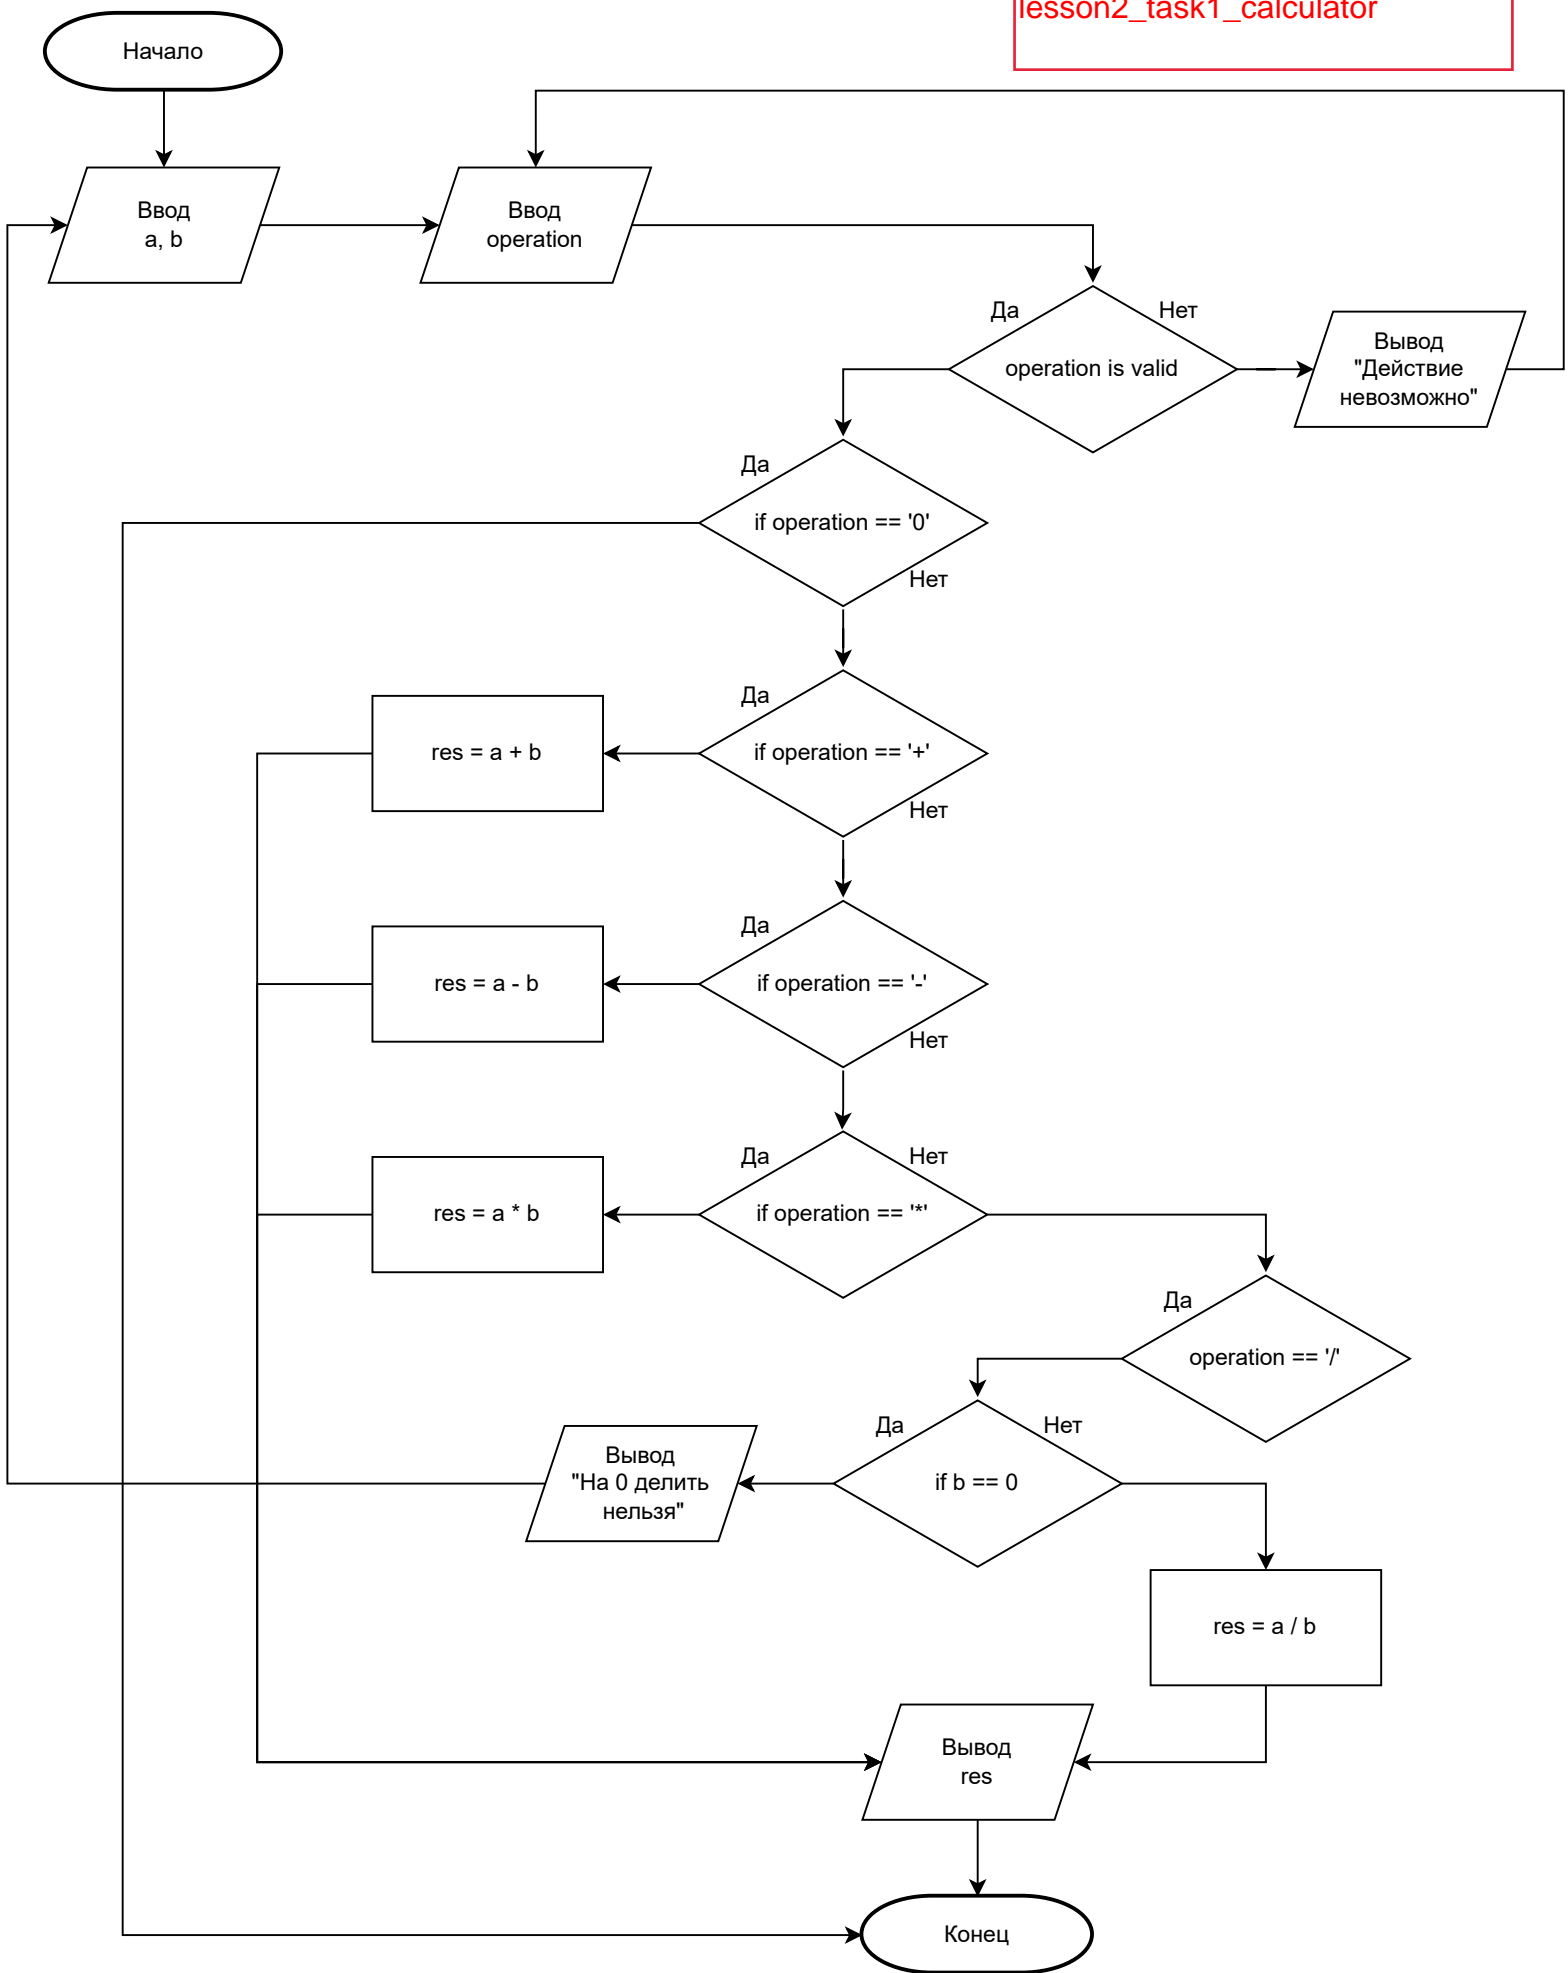 lesson2_task1_calculator
Начало
Ввод
a, b
Ввод
operation
Да
Нет
operation is valid
Вывод
"Действие
невозможно"
Да
if operation == '0'
Нет
Да
if operation == '+'
res = a + b
Нет
Да
if operation == '-'
res = a - b
Нет
Да
Нет
if operation == '*'
res = a * b
Да
operation == '/'
Да
Нет
if b == 0
Вывод
"На 0 делить
нельзя"
res = a / b
Вывод
res
Конец